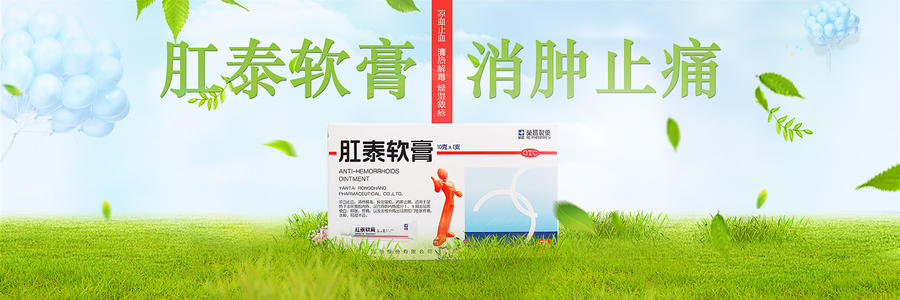 肛泰软膏 消肿止痛
凉血止血 清热解毒 燥湿敛疮
荣昌制药
肛泰软膏
10克×1支
OTC
ANTI-HEMORRHOIDS
OINTMENT
YANTAI RONGCHANG
PHARMACEUTICAL CO.,LTD.
肛泰软膏